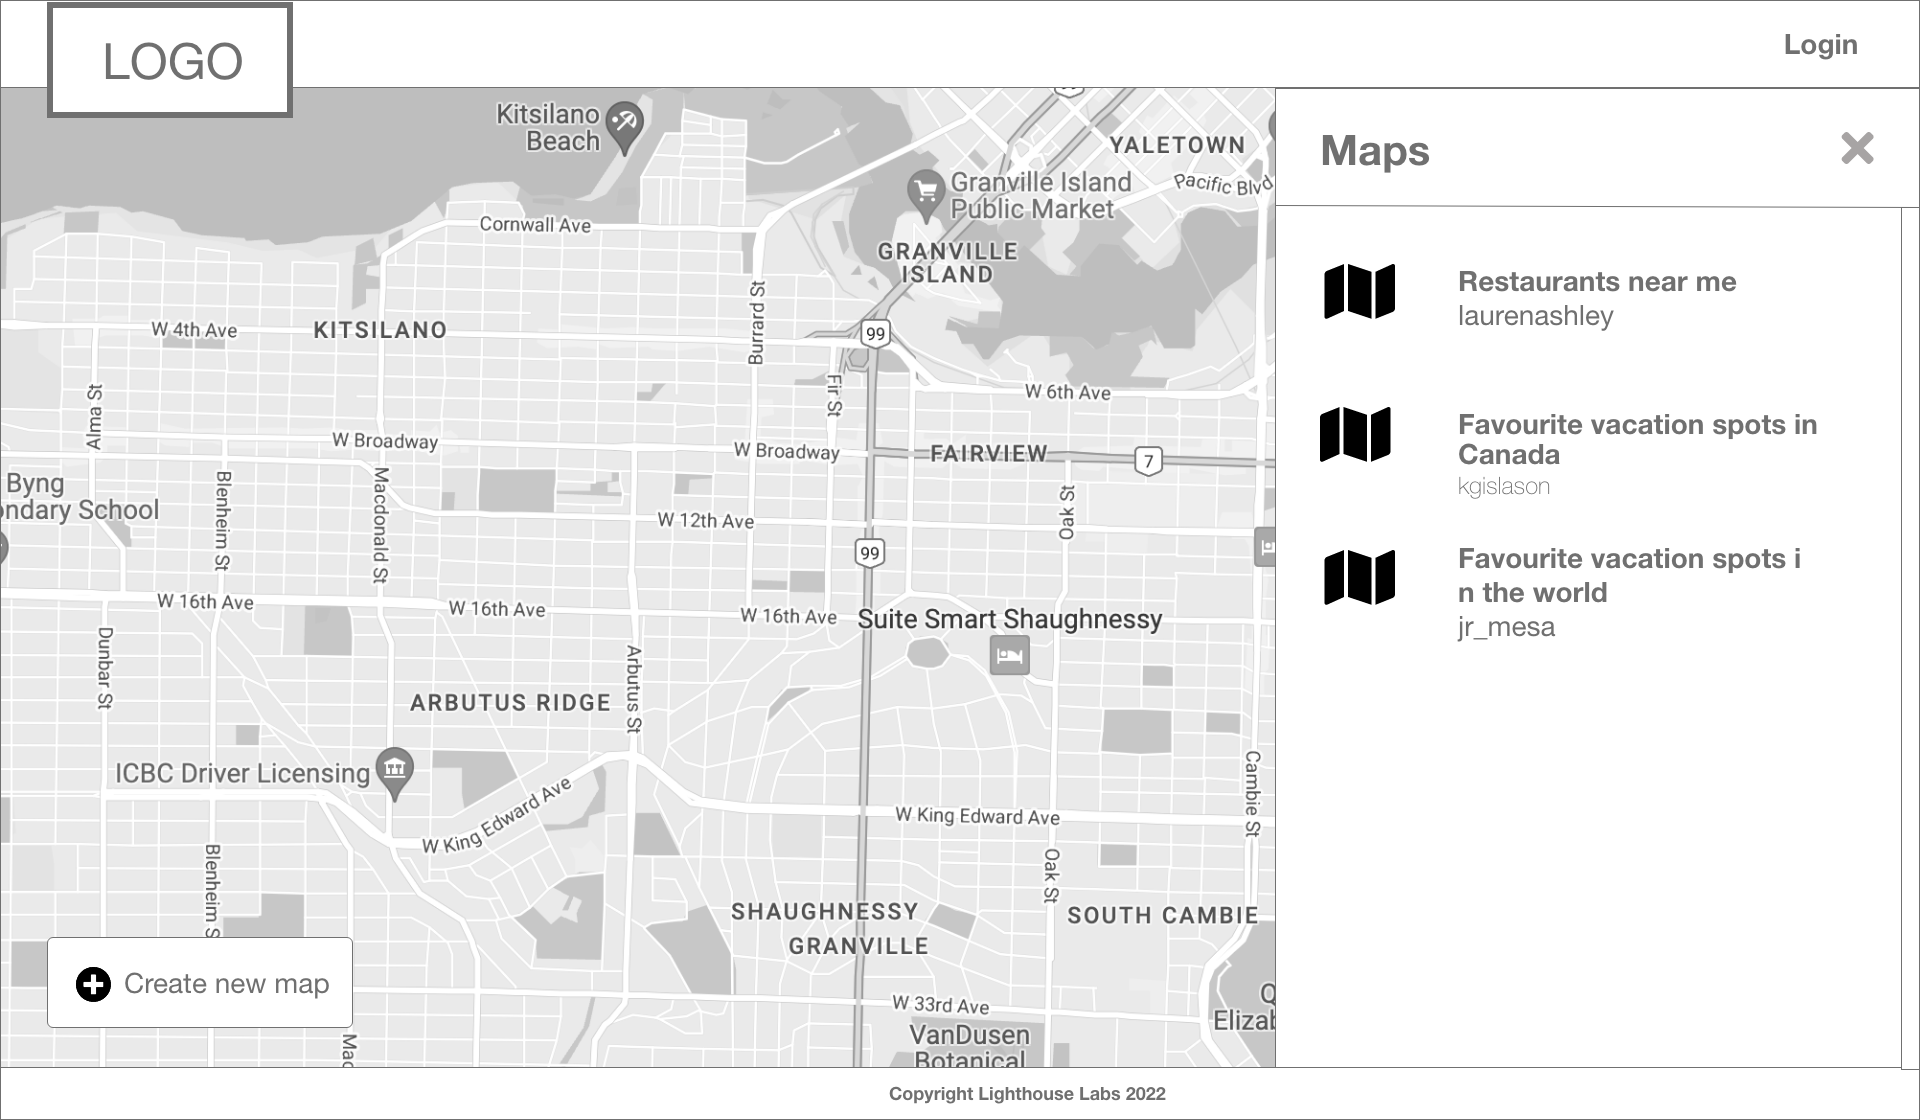 LOGO
Login
Kitsilano
Beach
YALETOWN
Granville Island
Public Market
Pacific Blvd
Cornwall Ave
GRANVILLE
ISLAND
Burrard St
W 4th Ave
KITSILANO
99
Fir St
W 6th Ave
Alma St
W Broadway
W Broadway
FAIRVIEW
7
Byng
ondary School
Blenheim St
Macdonald St
W 12th Ave
Oak St
99
W 16th Ave
W 16th Ave
W 16th Ave
Suite Smart Shaughnessy
Dunbar St
Arbutus St
ARBUTUS RIDGE
ICBC Driver Licensing
W King Edward Ave
W King Edward Ave
Cambie St
Blenheim S
Oak St
SHAUGHNESSY
GRANVILLE
SOUTH CAMBIE
Create new map
W 33rd Ave
Q
Elizab
VanDusen
Botanical
Mac
Maps
Restaurants near me
laurenashley
Favourite vacation spots in
Canada
kgislason
Favourite vacation spots i
n the world
jr_mesa
Copyright Lighthouse Labs 2022